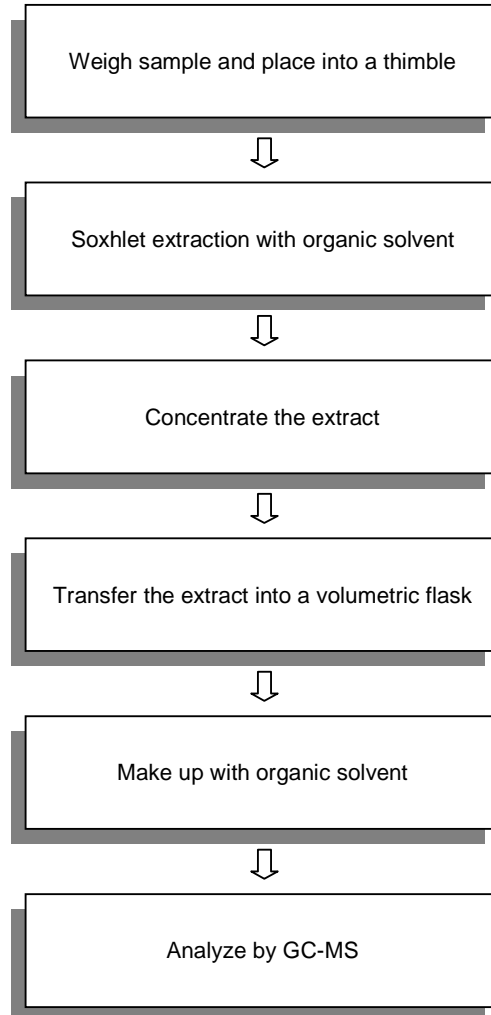 Weigh sample and place into a thimble
Soxhlet extraction with organic solvent
Concentrate the extract
Transfer the extract into a volumetric flask
Make up with organic solvent
Analyze by GC-MS